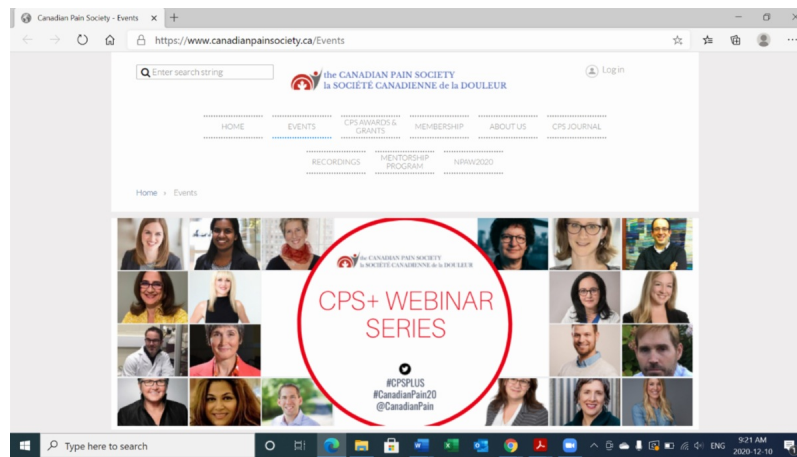 Canadian Pain Society - Events
https://www.canadianpainsociety.ca/Events
Enter search string
the CANADIAN PAIN SOCIETY
la SOCIÉTÉ CANADIENNE de la DOULEUR
Log in
HOME
EVENTS
CPS AWARDS &
GRANTS
MEMBERSHIP
ABOUT US
CPS JOURNAL
RECORDINGS
MENTORSHIP
PROGRAM
NPAW2020
Home › Events
the CANADIAN PAIN SOCIETY
la SOCIÉTÉ CANADIENNE de la DOULEUR
CPS+ WEBINAR
SERIES
#CPSPLUS
#CanadianPain20
@CanadianPain
Type here to search
ENG
9:21 AM
2020-12-10